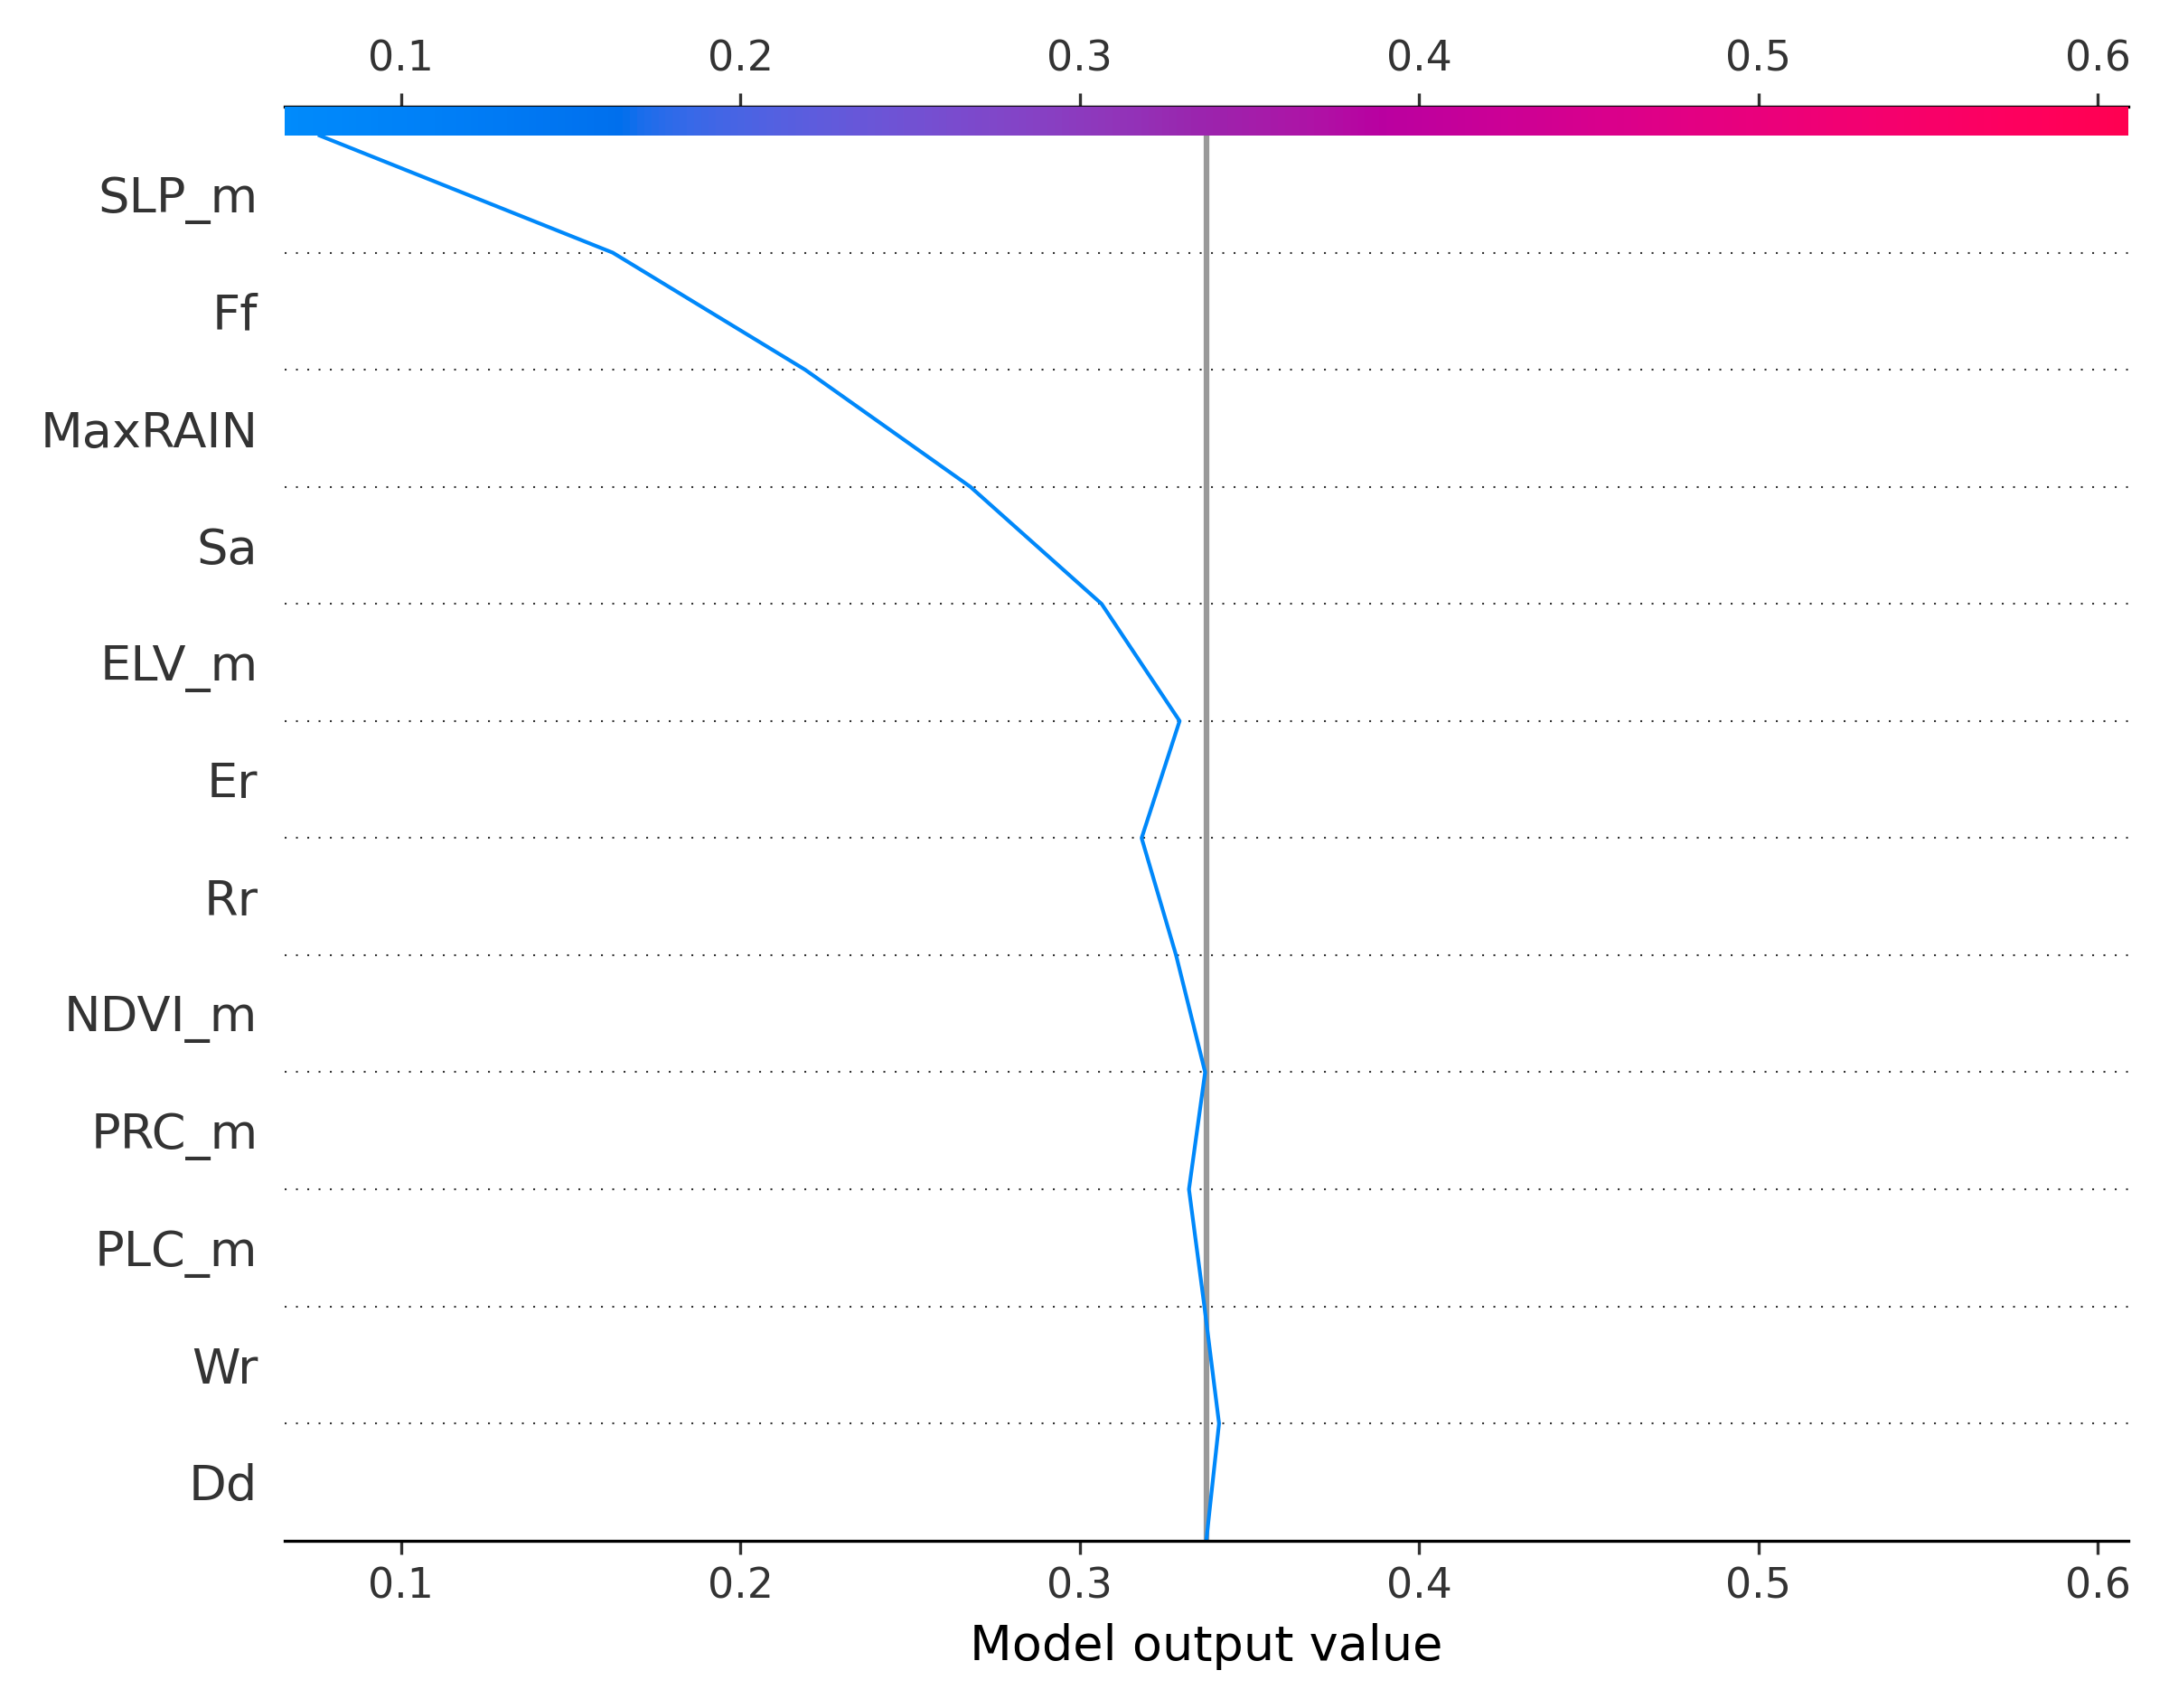 0.1 0.2 0.3 0.4 0.5 0.6
SLP_m
Ff
MaxRAIN
Sa
ELV_m
Er
Rr
NDVI_m
PRC_m
PLC_m
Wr
Dd
0.1 0.2 0.3 0.4 0.5 0.6
Model output value